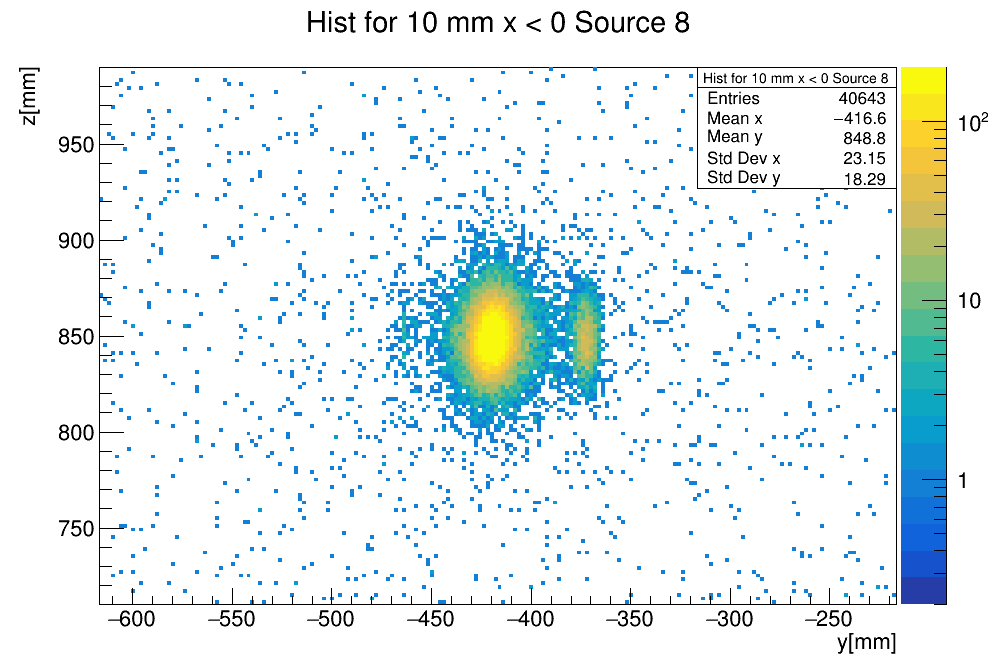 Hist for 10 mm x < 0 Source 8
z[mm]
Hist for 10 mm x < 0 Source 8
Entries 40643
Mean x −416.6
Mean y 848.8
Std Dev x 23.15
Std Dev y 18.29
950
900
850
800
750
10²
10
1
−600 −550 −500 −450 −400 −350 −300 −250
y[mm]